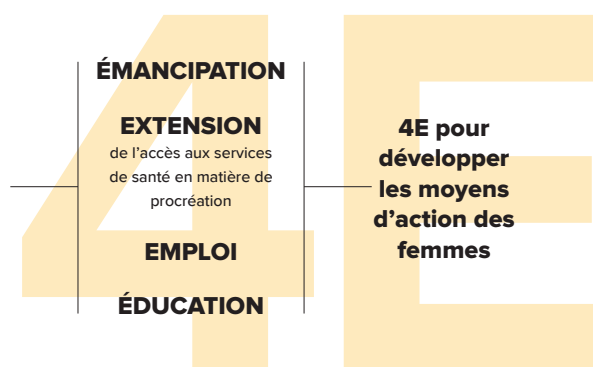 4E
ÉMANCIPATION
EXTENSION
de l'accès aux services
de santé en matière de
procréation
EMPLOI
ÉDUCATION
4E pour
développer
les moyens
d'action des
femmes